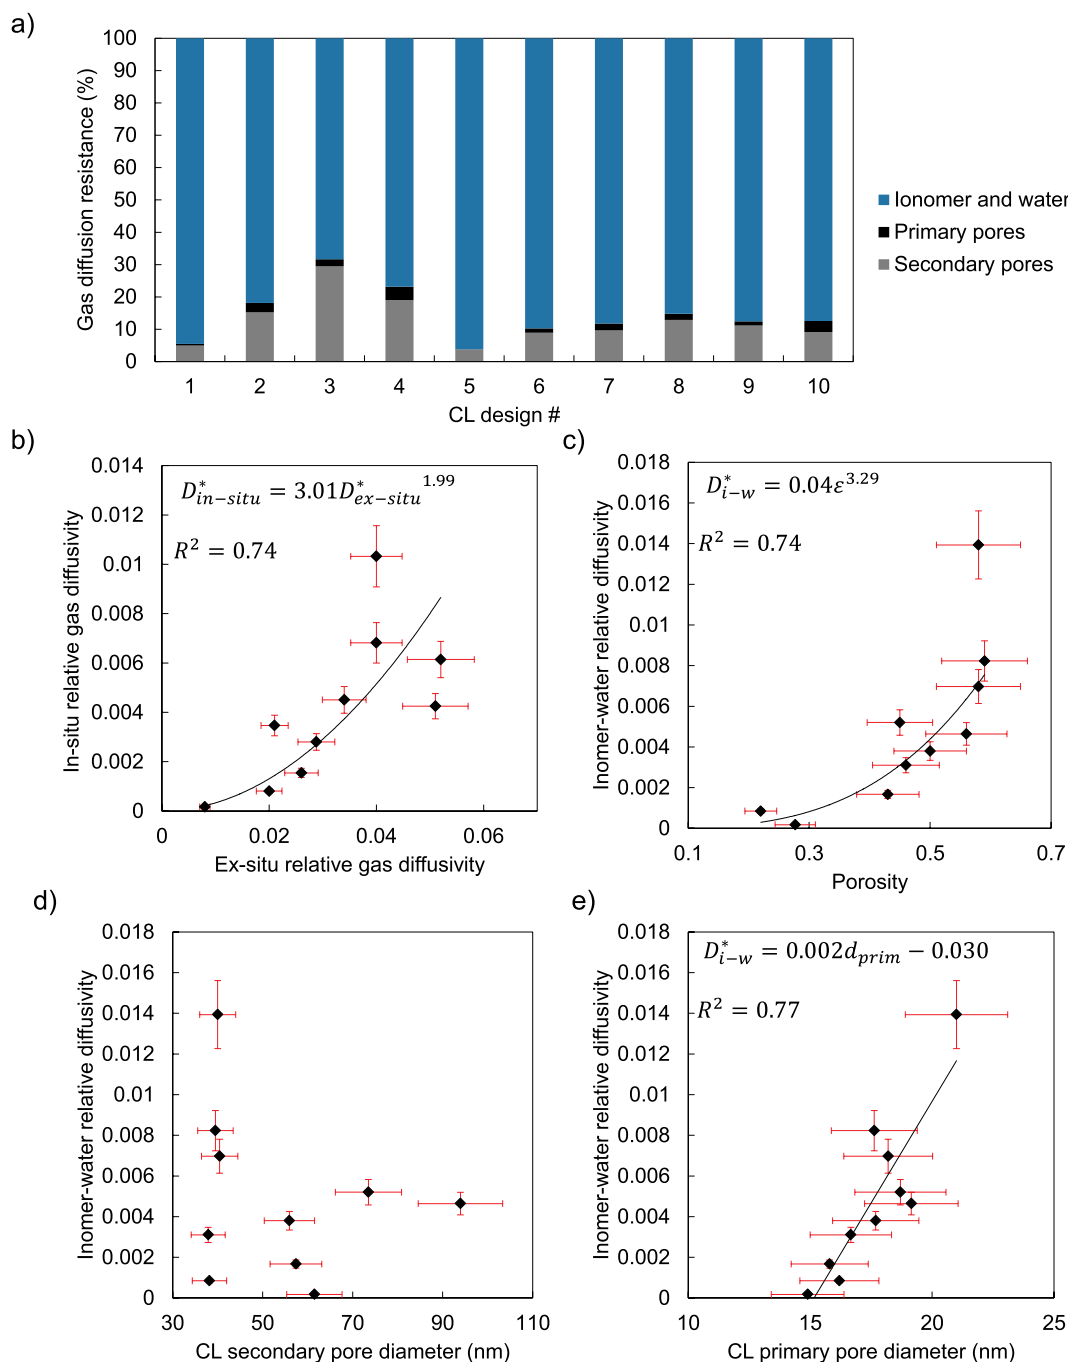 a)
100
90
80
70
60
50
40
30
20
10
0
Gas diffusion resistance (%)
1 2 3 4 5 6 7 8 9 10
CL design #
Ionomer and water
Primary pores
Secondary pores
b)
0.014
0.012
0.01
0.008
0.006
0.004
0.002
0
In-situ relative gas diffusivity
D*in−situ = 3.01D*ex−situ^1.99
R² = 0.74
0.02 0.04 0.06
Ex-situ relative gas diffusivity
c)
0.018
0.016
0.014
0.012
0.01
0.008
0.006
0.004
0.002
0
Inomer-water relative diffusivity
D*i−w = 0.04ε^3.29
R² = 0.74
0.1 0.3 0.5 0.7
Porosity
d)
0.018
0.016
0.014
0.012
0.01
0.008
0.006
0.004
0.002
0
Inomer-water relative diffusivity
30 50 70 90 110
CL secondary pore diameter (nm)
e)
0.018
0.016
0.014
0.012
0.01
0.008
0.006
0.004
0.002
0
Inomer-water relative diffusivity
D*i−w = 0.002dprim − 0.030
R² = 0.77
10 15 20 25
CL primary pore diameter (nm)